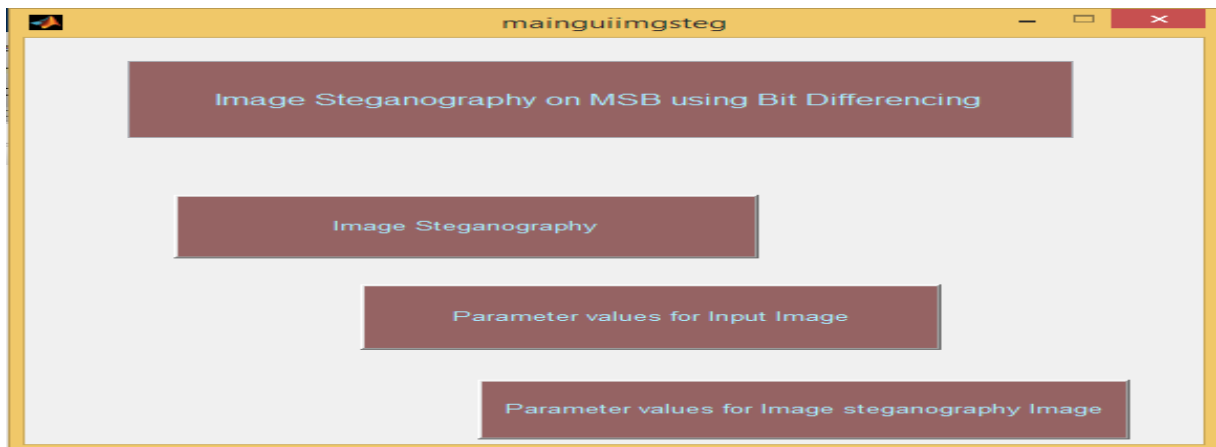 mainguiimgsteg
Image Steganography on MSB using Bit Differencing
Image Steganography
Parameter values for Input Image
Parameter values for Image steganography Image